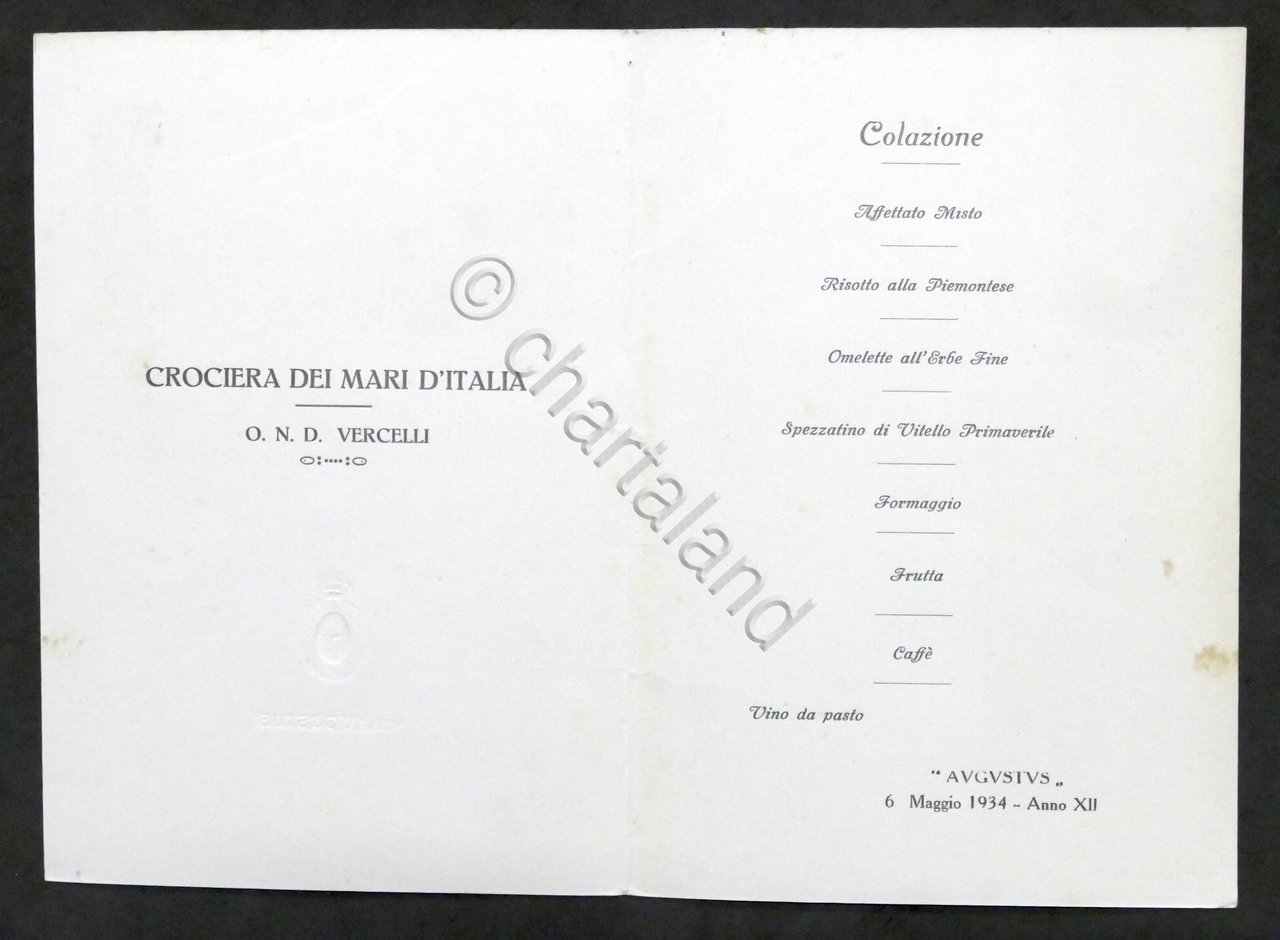 CROCIERA DEI MARI D'ITALIA
O. N. D. VERCELLI
Colazione
Affettato Misto
Risotto alla Piemontese
Omelette all'Erbe Fine
Spezzatino di Vitello Primaverile
Formaggio
Frutta
Caffè
Vino da pasto
“ AVGVSTVS „
6 Maggio 1934 - Anno XII
© chartaland